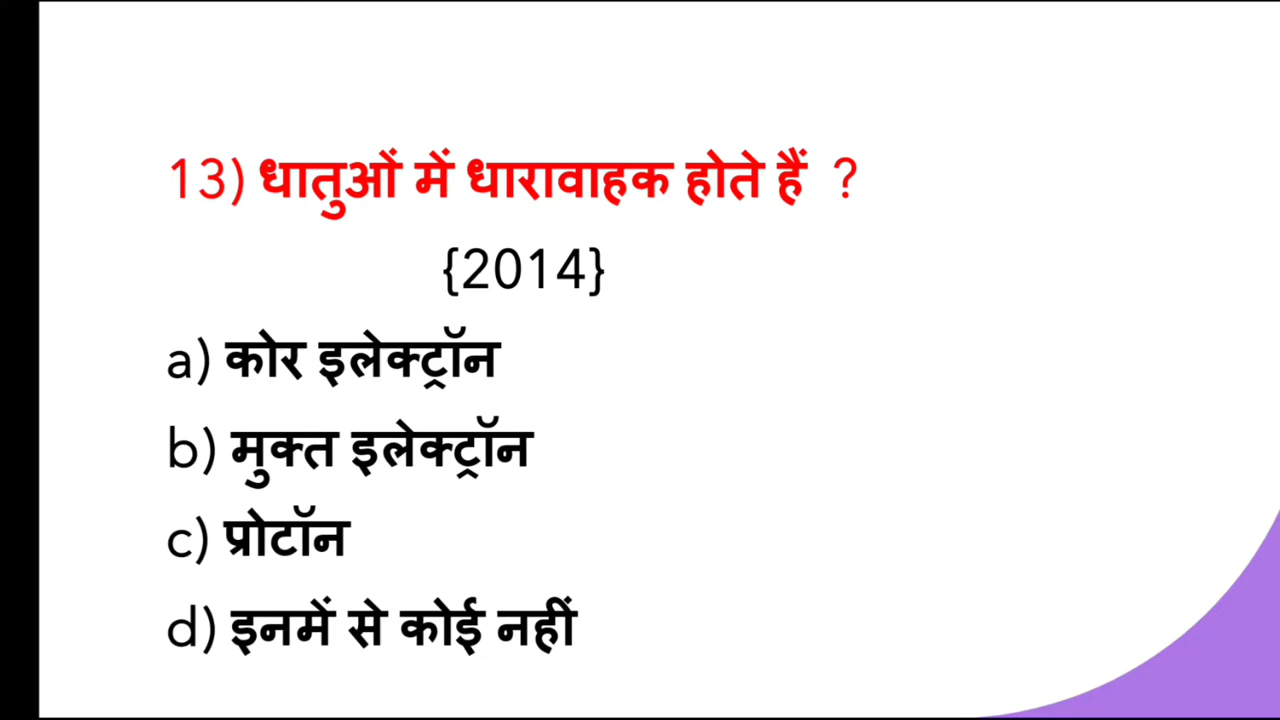 13) धातुओं में धारावाहक होते हैं ?
{2014}
a) कोर इलेक्ट्रॉन
b) मुक्त इलेक्ट्रॉन
c) प्रोटॉन
d) इनमें से कोई नहीं